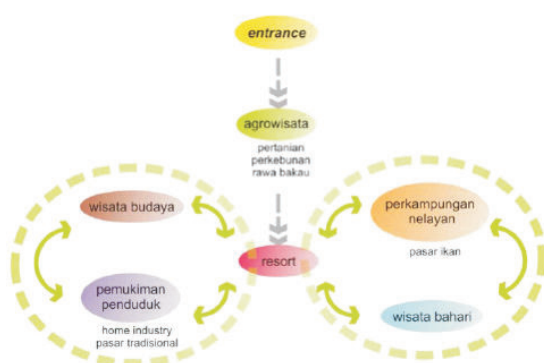 entrance
agrowisata
pertanian
perkebunan
rawa bakau
wisata budaya
perkampungan
nelayan
pasar ikan
resort
pemukiman
penduduk
home industry
pasar tradisional
wisata bahari